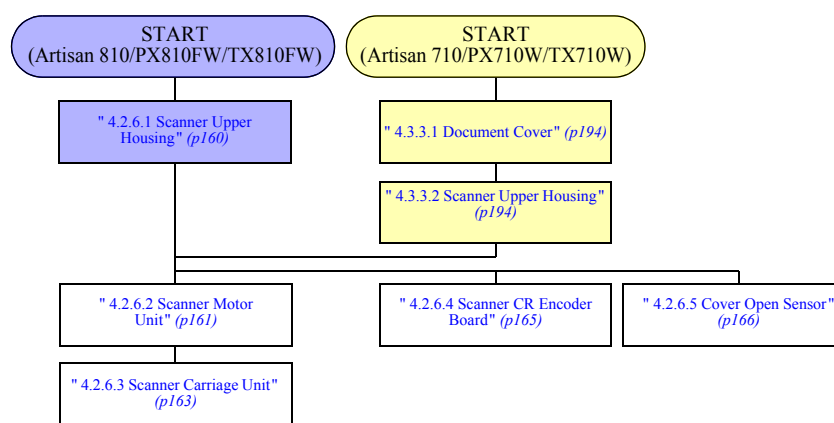 START
(Artisan 810/PX810FW/TX810FW)
START
(Artisan 710/PX710W/TX710W)
" 4.2.6.1 Scanner Upper
Housing" (p160)
" 4.3.3.1 Document Cover" (p194)
" 4.3.3.2 Scanner Upper Housing"
(p194)
" 4.2.6.2 Scanner Motor
Unit" (p161)
" 4.2.6.4 Scanner CR Encoder
Board" (p165)
" 4.2.6.5 Cover Open Sensor"
(p166)
" 4.2.6.3 Scanner Carriage Unit"
(p163)